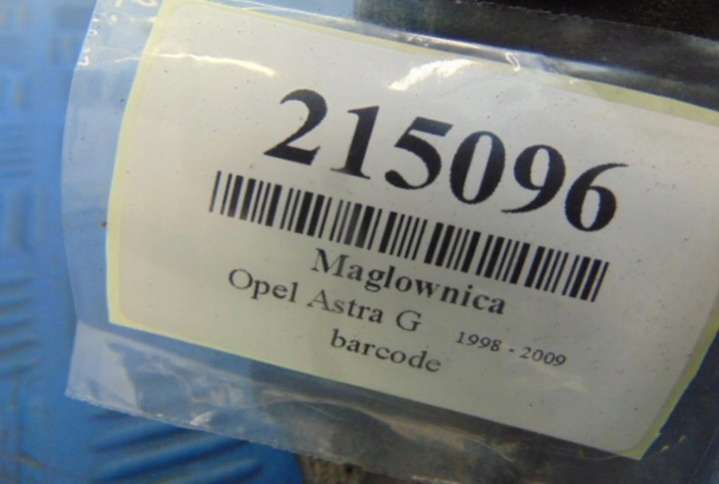 215096
Maglownica
Opel Astra G 1998 - 2009
barcode